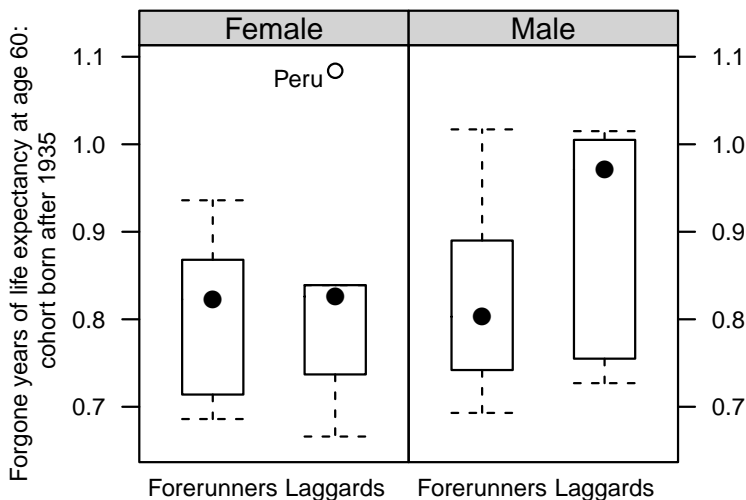 Forgone years of life expectancy at age 60:
cohort born after 1935
Female
Male
1.1
1.0
0.9
0.8
0.7
Peru
1.1
1.0
0.9
0.8
0.7
Forerunners Laggards
Forerunners Laggards